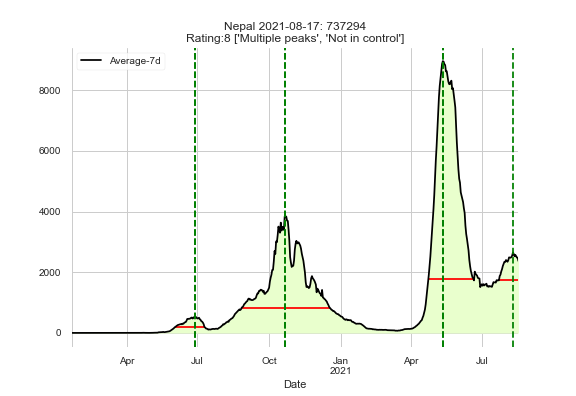 Nepal 2021-08-17: 737294
Rating:8 ['Multiple peaks', 'Not in control']
Average-7d
8000
6000
4000
2000
0
Apr
Jul
Oct
Jan
2021
Apr
Jul
Date